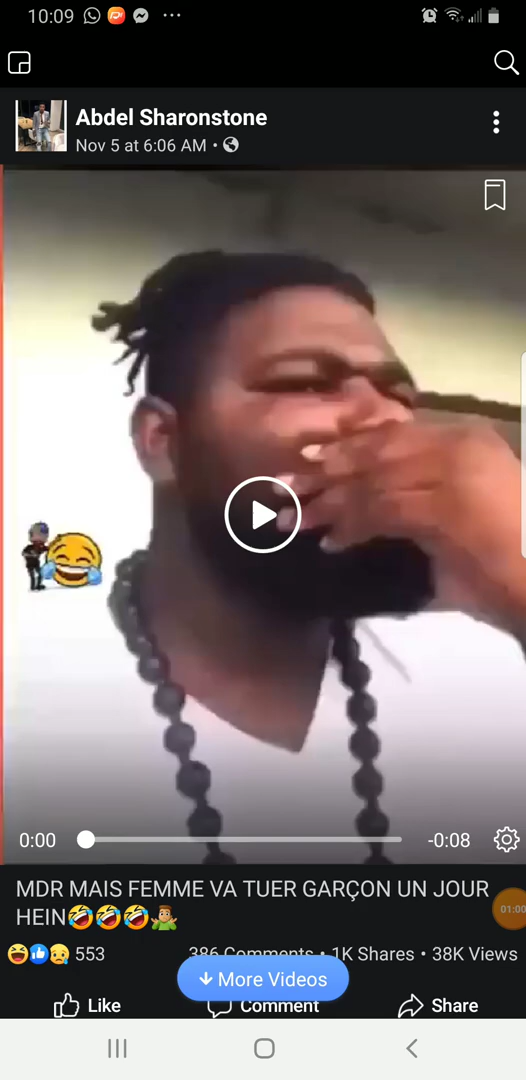 10:09
Abdel Sharonstone
Nov 5 at 6:06 AM •
0:00
-0:08
MDR MAIS FEMME VA TUER GARÇON UN JOUR
HEIN🤣🤣🤣🤷
01:00
553
386 Comments • 1K Shares • 38K Views
More Videos
Like
Comment
Share